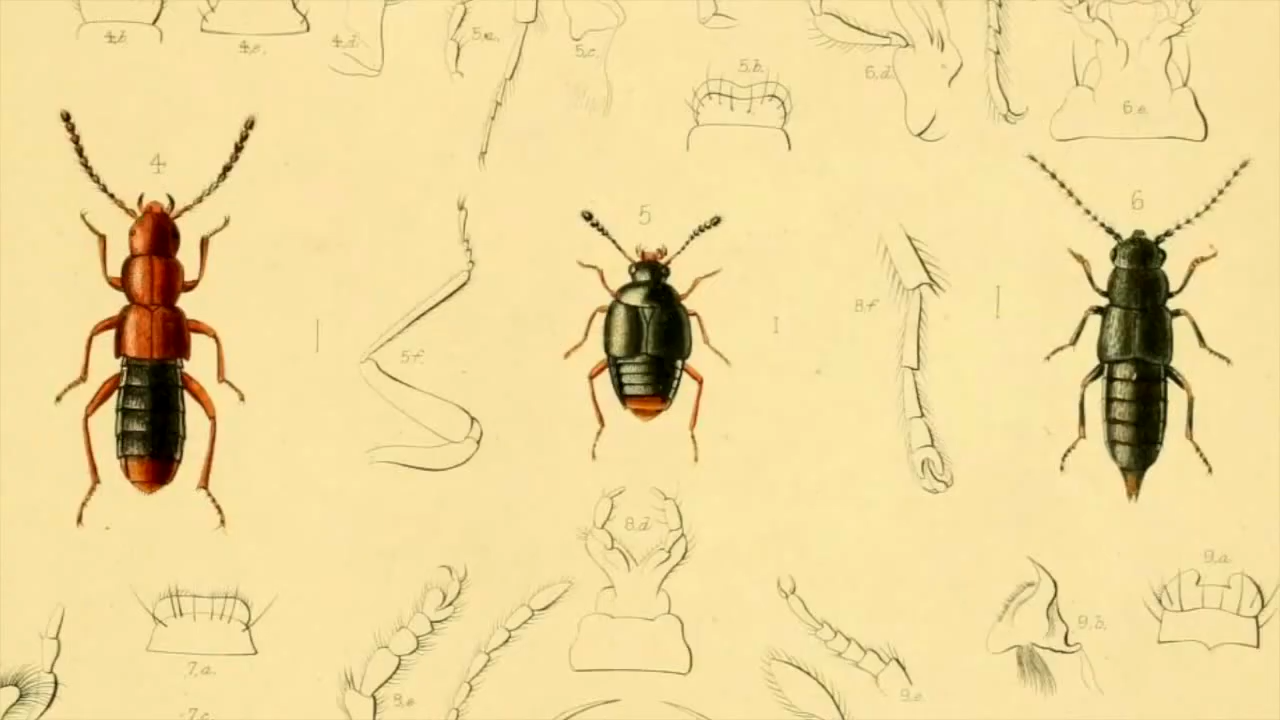 4,b.
4,e.
4,d.
5,e.
5,c.
5,b.
6,d.
6,e.
4
5
6
5,f.
8,f
8,d
7,a.
7,c.
8,e
9,e
9,b.
9,a